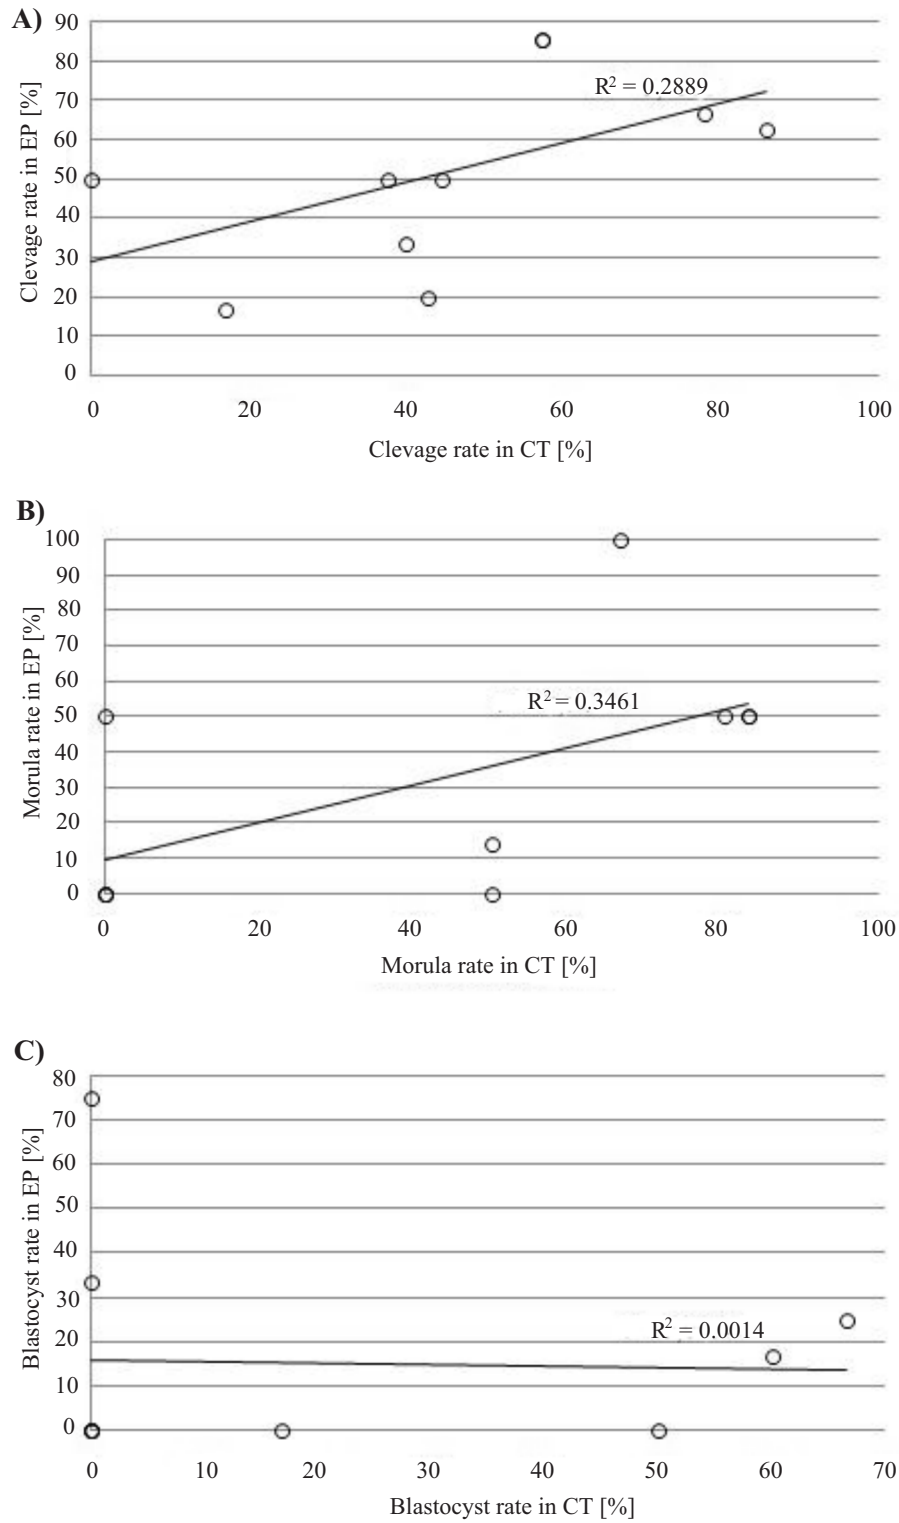 A)
Clevage rate in EP [%]
90
80
70
60
50
40
30
20
10
0
R² = 0.2889
0 20 40 60 80 100
Clevage rate in CT [%]
B)
Morula rate in EP [%]
100
90
80
70
60
50
40
30
20
10
0
R² = 0.3461
0 20 40 60 80 100
Morula rate in CT [%]
C)
Blastocyst rate in EP [%]
80
70
60
50
40
30
20
10
0
R² = 0.0014
0 10 20 30 40 50 60 70
Blastocyst rate in CT [%]